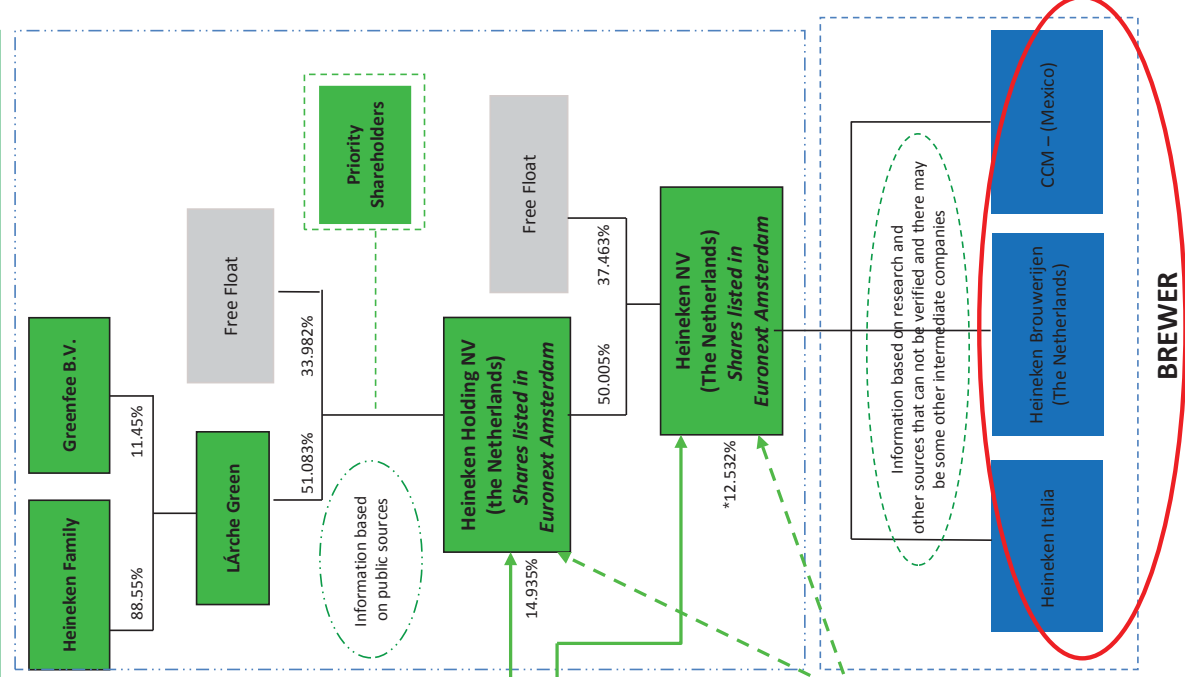 Heineken Family
Greenfee B.V.
88.55%
11.45%
LÁrche Green
Free Float
51.083%
33.982%
Information based
on public sources
Priority
Shareholders
Heineken Holding NV
(the Netherlands)
Shares listed in
Euronext Amsterdam
Free Float
14.935%
50.005%
37.463%
Heineken NV
(The Netherlands)
Shares listed in
Euronext Amsterdam
*12.532%
Information based on research and
other sources that can not be verified and there may
be some other intermediate companies
Heineken Italia
Heineken Brouwerijen
(The Netherlands)
CCM – (Mexico)
BREWER